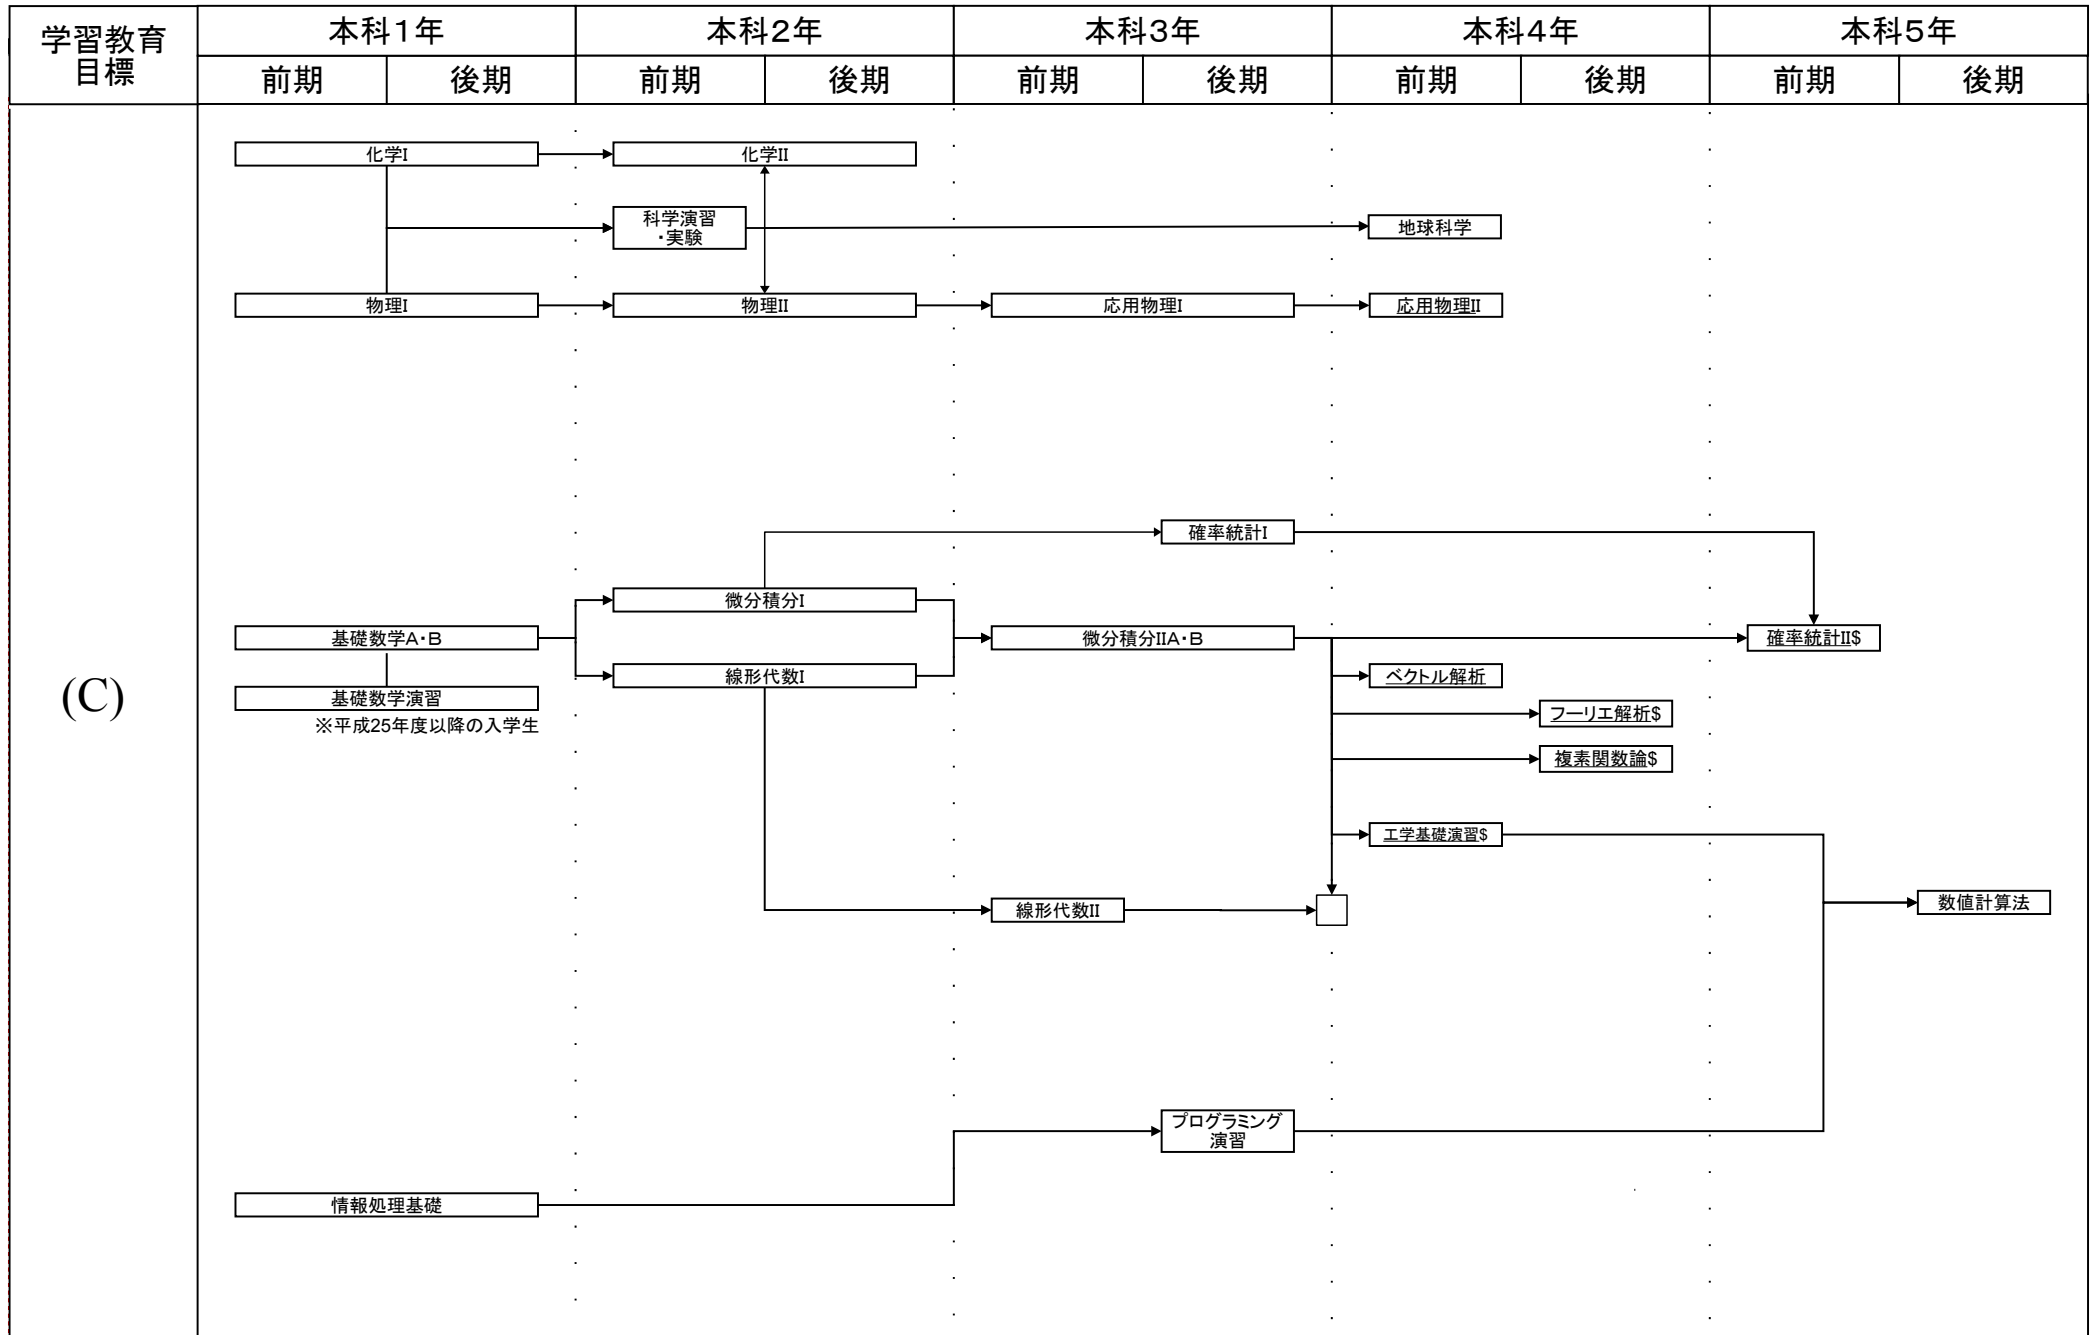 学習教育
目標
本科1年
本科2年
本科3年
本科4年
本科5年
前期
後期
前期
後期
前期
後期
前期
後期
前期
後期
(C)
化学I
化学II
科学演習
・実験
地球科学
物理I
物理II
応用物理I
応用物理II
確率統計I
微分積分I
基礎数学A・B
微分積分IIA・B
確率統計II$
線形代数I
ベクトル解析
基礎数学演習
※平成25年度以降の入学生
フーリエ解析$
複素関数論$
工学基礎演習$
線形代数II
数値計算法
プログラミング
演習
情報処理基礎